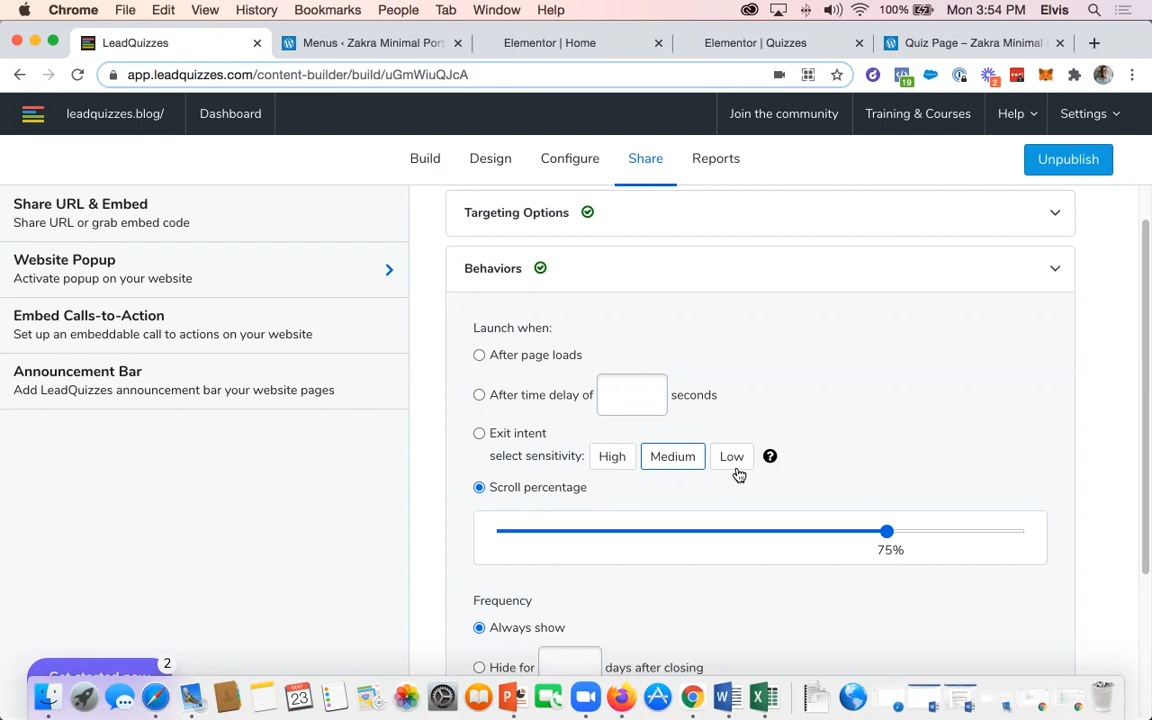 Chrome File Edit View History Bookmarks People Tab Window Help 100% Mon 3:54 PM Elvis
LeadQuizzes Menus ‹ Zakra Minimal Port Elementor | Home Elementor | Quizzes Quiz Page – Zakra Minimal
app.leadquizzes.com/content-builder/build/uGmWiuQJcA 19 2
leadquizzes.blog/ Dashboard Join the community Training & Courses Help Settings
Build Design Configure Share Reports Unpublish
Share URL & Embed
Share URL or grab embed code
Website Popup
Activate popup on your website
Embed Calls-to-Action
Set up an embeddable call to actions on your website
Announcement Bar
Add LeadQuizzes announcement bar your website pages
Targeting Options
Behaviors
Launch when:
After page loads
After time delay of seconds
Exit intent
select sensitivity: High Medium Low ?
Scroll percentage
75%
Frequency
Always show
Hide for days after closing
2
Get started now
23